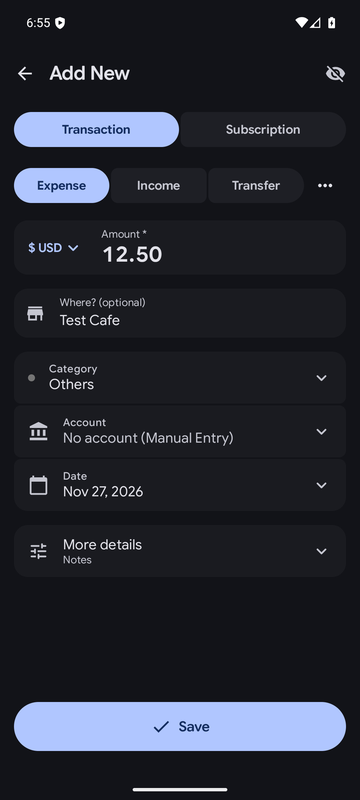 6:55
Add New
Transaction
Subscription
Expense
Income
Transfer
$ USD
Amount *
12.50
Where? (optional)
Test Cafe
Category
Others
Account
No account (Manual Entry)
Date
Nov 27, 2026
More details
Notes
Save